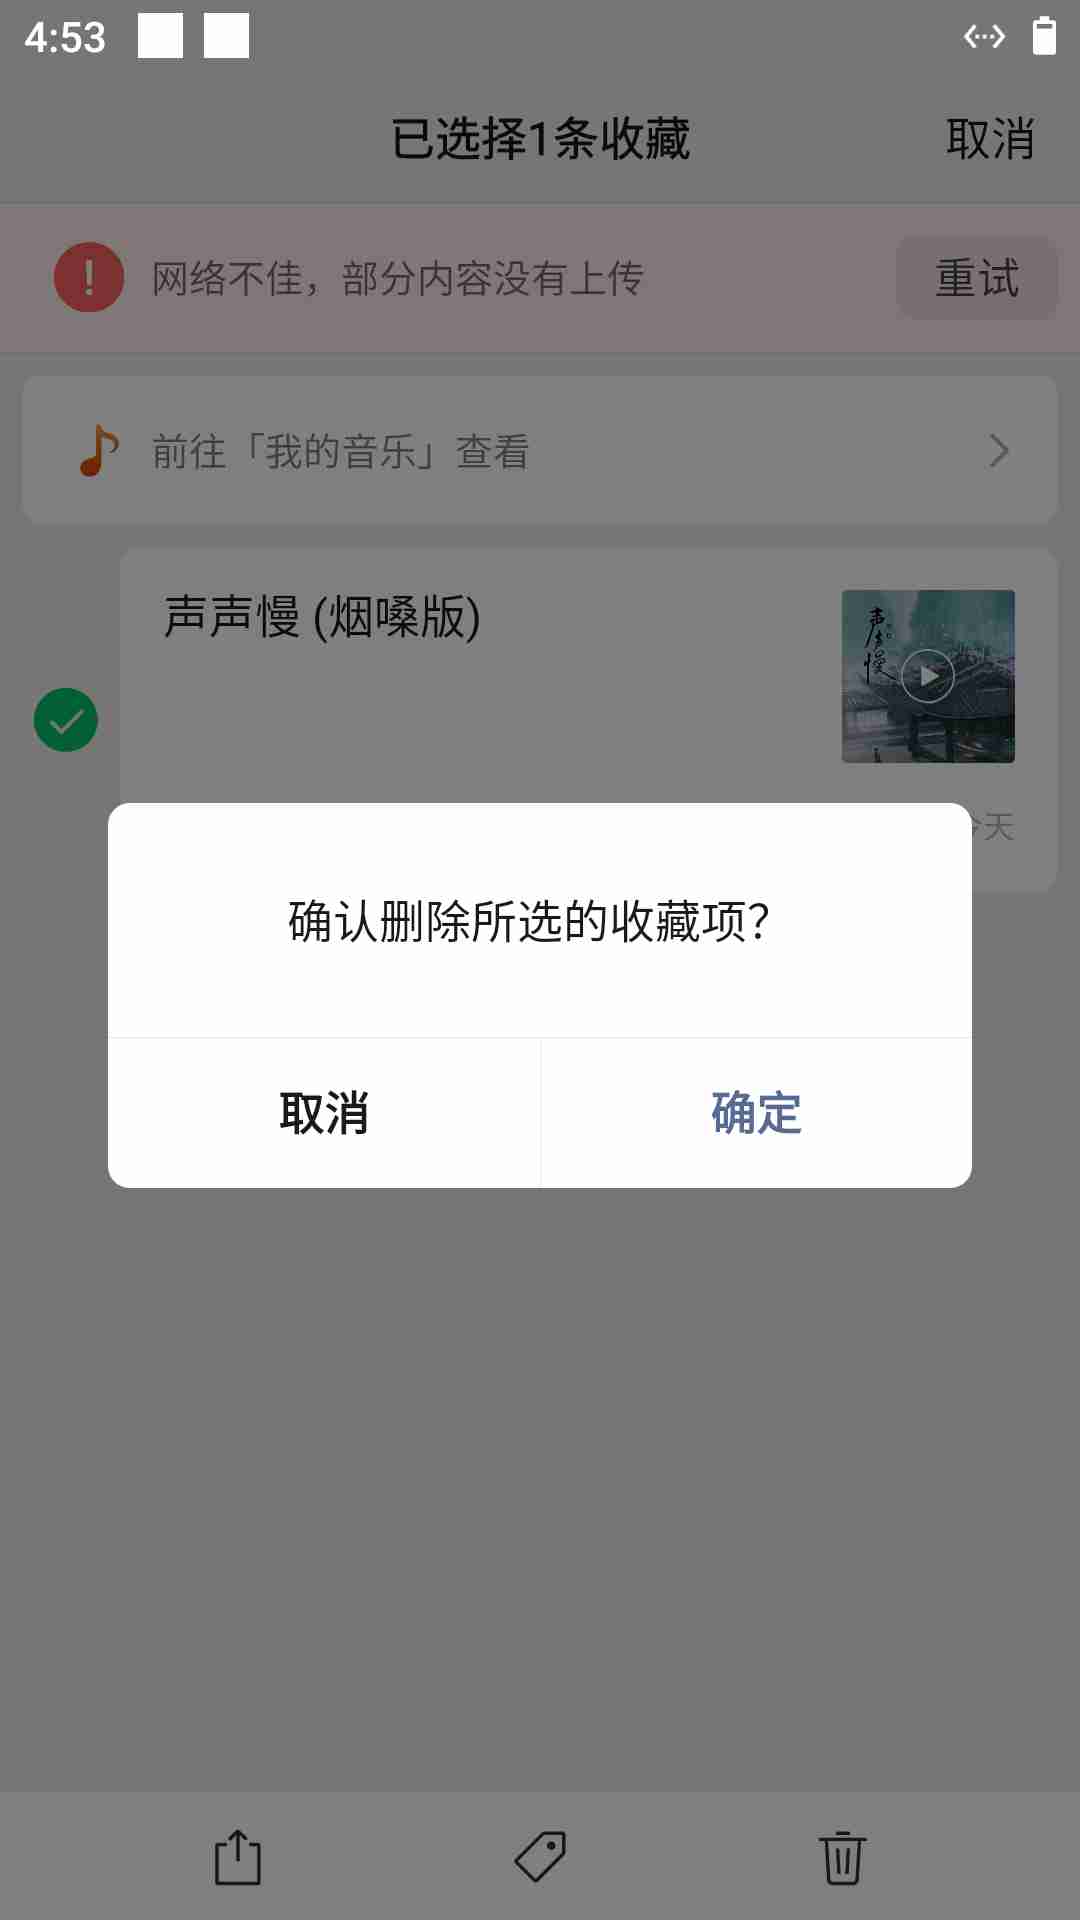 4:53
已选择1条收藏
取消
网络不佳，部分内容没有上传
重试
前往「我的音乐」查看
声声慢 (烟嗓版)
声声慢
今天
确认删除所选的收藏项?
取消
确定